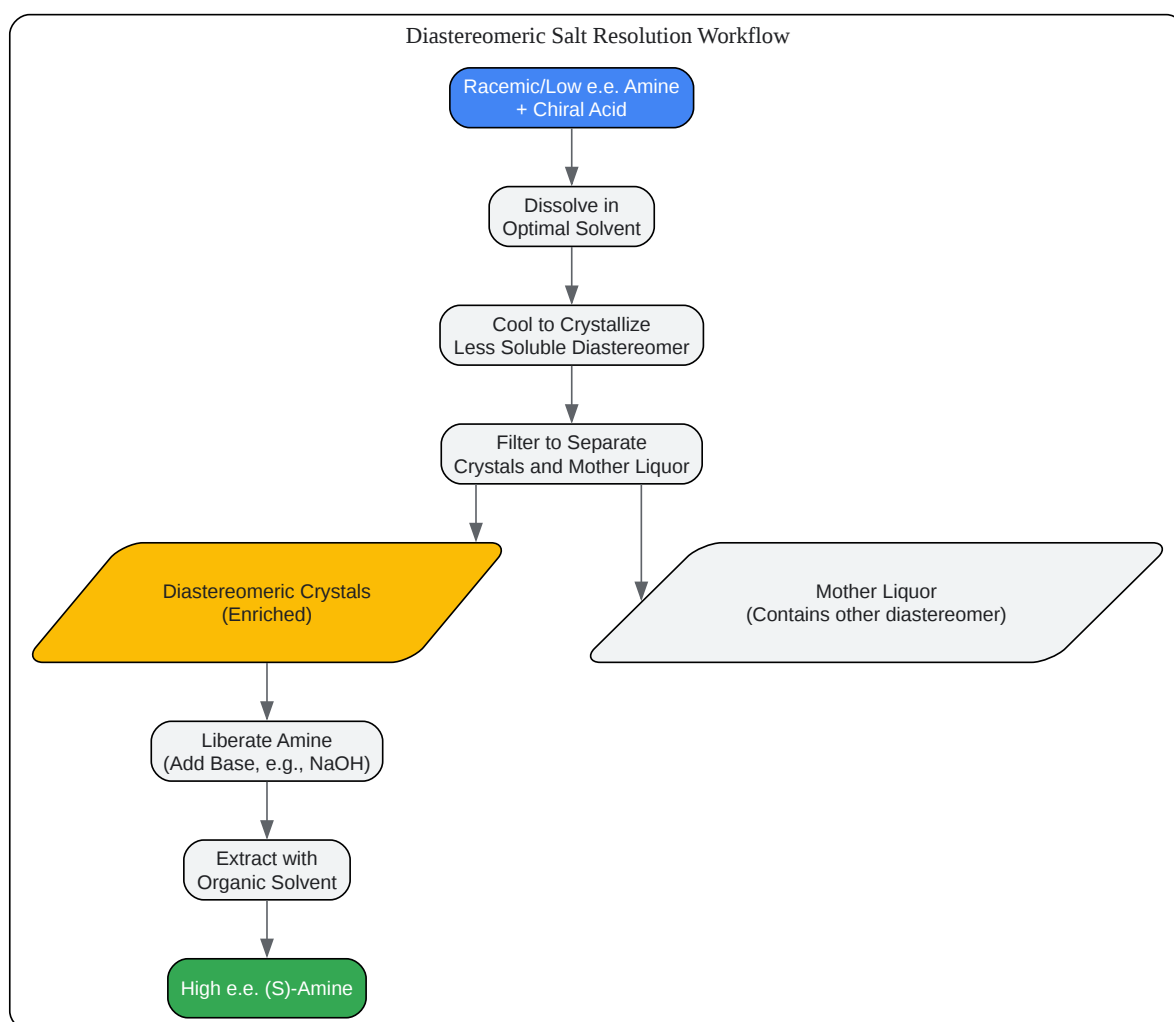 Diastereomeric Salt Resolution Workflow
Racemic/Low e.e. Amine
+ Chiral Acid
Dissolve in
Optimal Solvent
Cool to Crystallize
Less Soluble Diastereomer
Filter to Separate
Crystals and Mother Liquor
Diastereomeric Crystals
(Enriched)
Mother Liquor
(Contains other diastereomer)
Liberate Amine
(Add Base, e.g., NaOH)
Extract with
Organic Solvent
High e.e. (S)-Amine